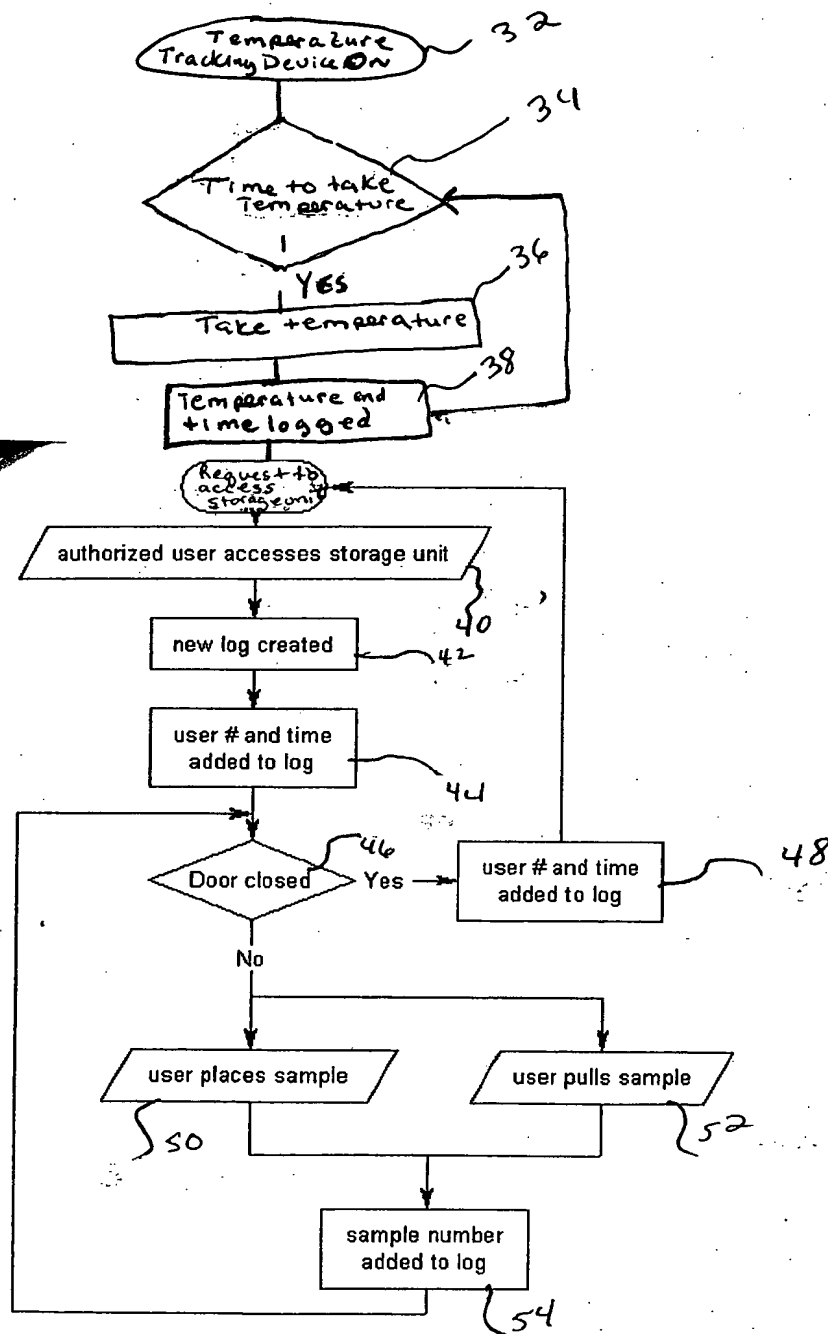 Temperature
Tracking Device ON
32
34
Time to take
Temperature
YES
36
Take temperature
38
Temperature and
time logged
Request to
access
storage uni
authorized user accesses storage unit
40
new log created
42
user # and time
added to log
44
46
Door closed
Yes
user # and time
added to log
48
No
user places sample
user pulls sample
50
52
sample number
added to log
54